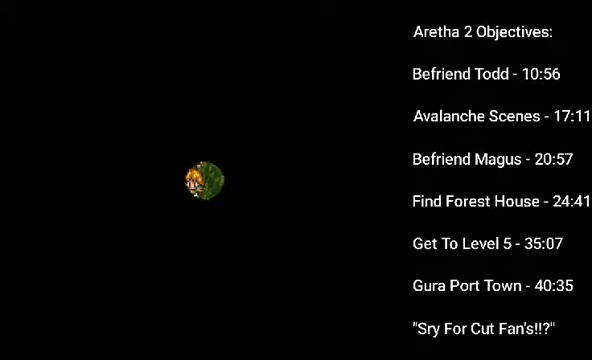 Aretha 2 Objectives:
Befriend Todd - 10:56
Avalanche Scenes - 17:11
Befriend Magus - 20:57
Find Forest House - 24:41
Get To Level 5 - 35:07
Gura Port Town - 40:35
"Sry For Cut Fan's!!?"